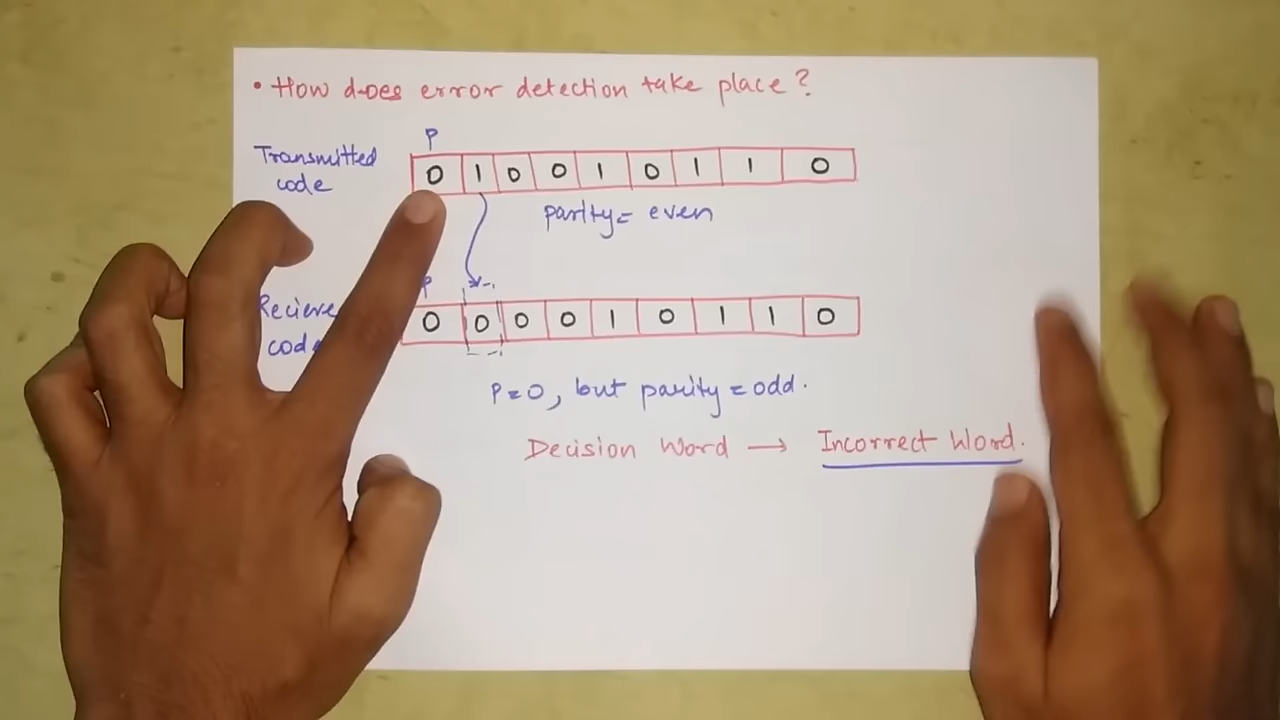 • How does error detection take place?
P
Transmitted code
0 1 0 0 1 0 1 1 0
parity = even
P
Recieve
code
0 0 0 0 1 0 1 1 0
P = 0, but parity = odd.
Decision Word → Incorrect Word.